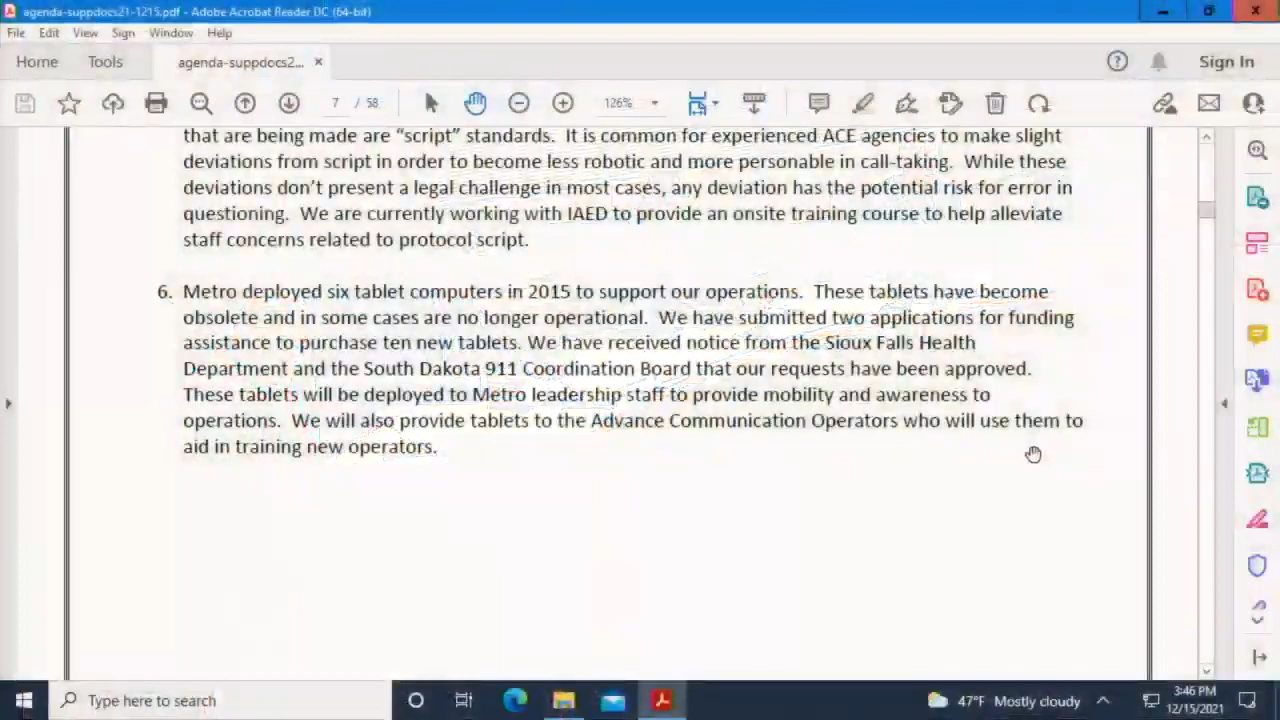 agenda-suppdocs21-1215.pdf - Adobe Acrobat Reader DC (64-bit)
File Edit View Sign Window Help
Home Tools agenda-suppdocs2... × Sign In
7 / 58 126%
that are being made are “script” standards.  It is common for experienced ACE agencies to make slight
deviations from script in order to become less robotic and more personable in call-taking.  While these
deviations don’t present a legal challenge in most cases, any deviation has the potential risk for error in
questioning.  We are currently working with IAED to provide an onsite training course to help alleviate
staff concerns related to protocol script.
6. Metro deployed six tablet computers in 2015 to support our operations.  These tablets have become
obsolete and in some cases are no longer operational.  We have submitted two applications for funding
assistance to purchase ten new tablets. We have received notice from the Sioux Falls Health
Department and the South Dakota 911 Coordination Board that our requests have been approved.
These tablets will be deployed to Metro leadership staff to provide mobility and awareness to
operations.  We will also provide tablets to the Advance Communication Operators who will use them to
aid in training new operators.
Type here to search
47°F Mostly cloudy
3:46 PM
12/15/2021